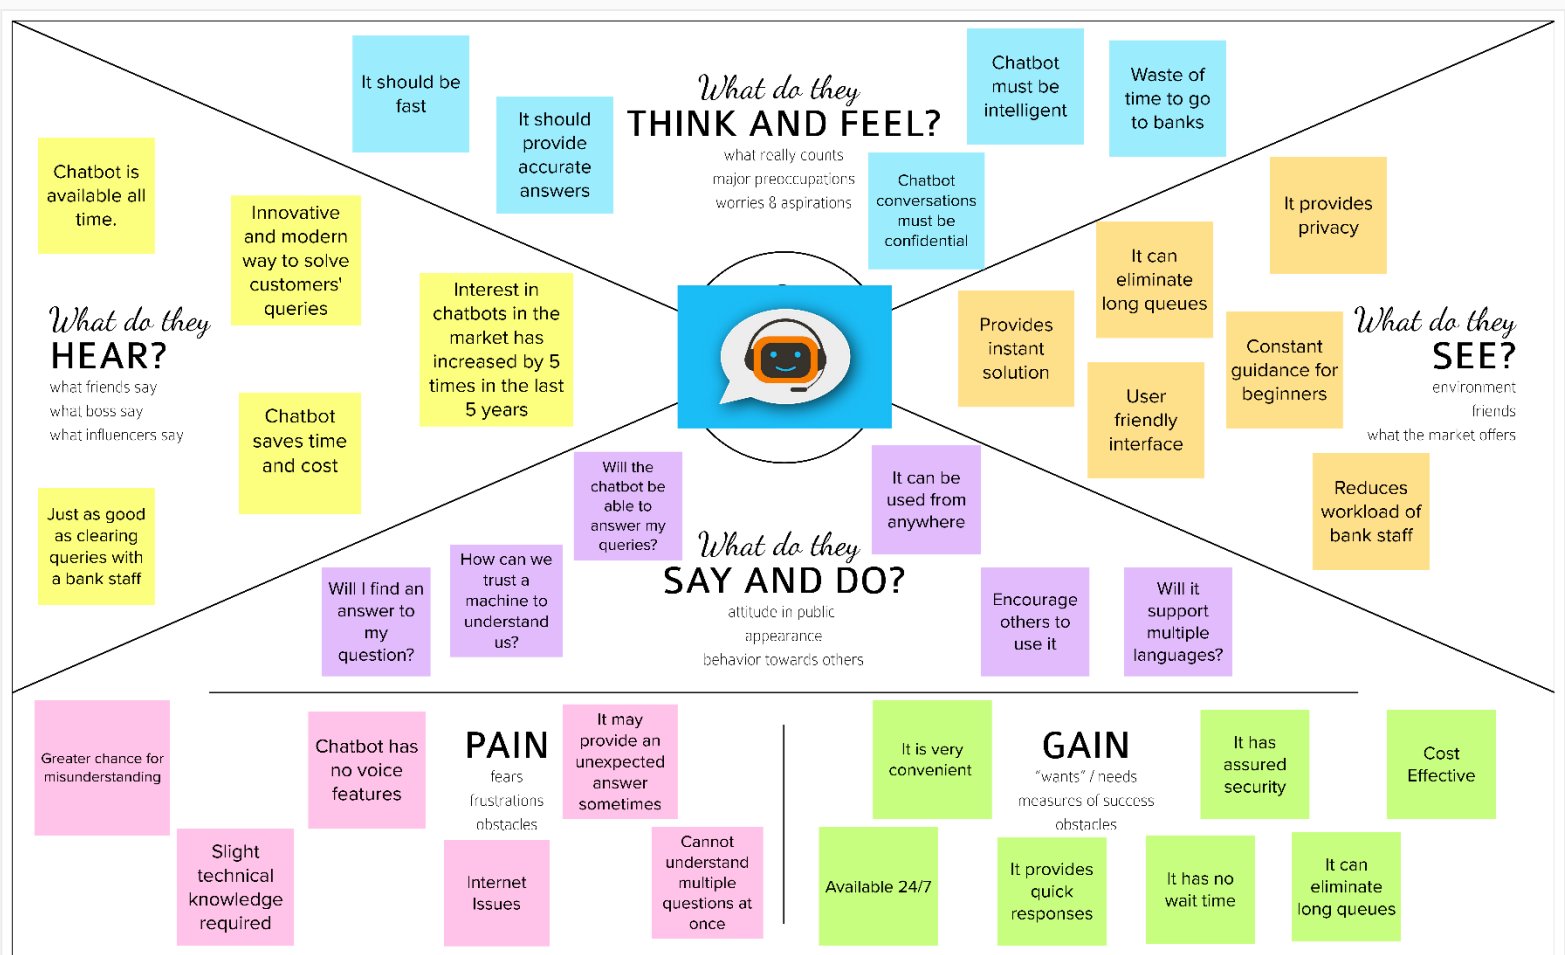 What do they
THINK AND FEEL?
what really counts
major preoccupations
worries & aspirations
It should be
fast
It should
provide
accurate
answers
Chatbot
must be
intelligent
Waste of
time to go
to banks
Chatbot
conversations
must be
confidential
What do they
HEAR?
what friends say
what boss say
what influencers say
Chatbot is
available all
time.
Innovative
and modern
way to solve
customers'
queries
Interest in
chatbots in the
market has
increased by 5
times in the last
5 years
Chatbot
saves time
and cost
Just as good
as clearing
queries with
a bank staff
What do they
SEE?
environment
friends
what the market offers
It provides
privacy
It can
eliminate
long queues
Provides
instant
solution
Constant
guidance for
beginners
User
friendly
interface
Reduces
workload of
bank staff
What do they
SAY AND DO?
attitude in public
appearance
behavior towards others
Will the
chatbot be
able to
answer my
queries?
It can be
used from
anywhere
How can we
trust a
machine to
understand
us?
Will I find an
answer to
my
question?
Encourage
others to
use it
Will it
support
multiple
languages?
PAIN
fears
frustrations
obstacles
Greater chance for
misunderstanding
Chatbot has
no voice
features
It may
provide an
unexpected
answer
sometimes
Slight
technical
knowledge
required
Internet
Issues
Cannot
understand
multiple
questions at
once
GAIN
"wants" / needs
measures of success
obstacles
It is very
convenient
It has
assured
security
Cost
Effective
Available 24/7
It provides
quick
responses
It has no
wait time
It can
eliminate
long queues